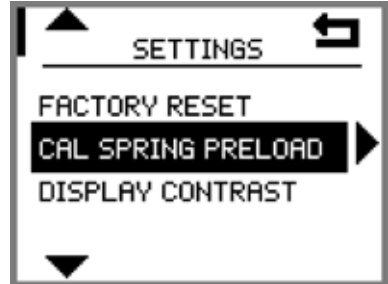 SETTINGS
FACTORY RESET
CAL SPRING PRELOAD
DISPLAY CONTRAST